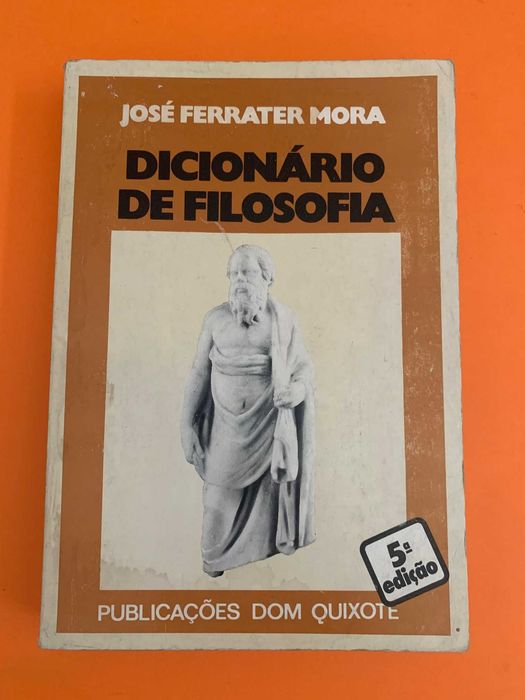 JOSÉ FERRATER MORA
DICIONÁRIO
DE FILOSOFIA
5ª
edição
PUBLICAÇÕES DOM QUIXOTE